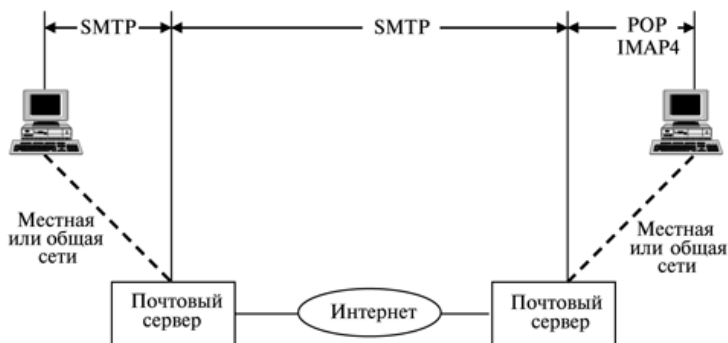 SMTP
SMTP
POP
IMAP4
Местная
или общая
сети
Местная
или общая
сети
Почтовый
сервер
Интернет
Почтовый
сервер